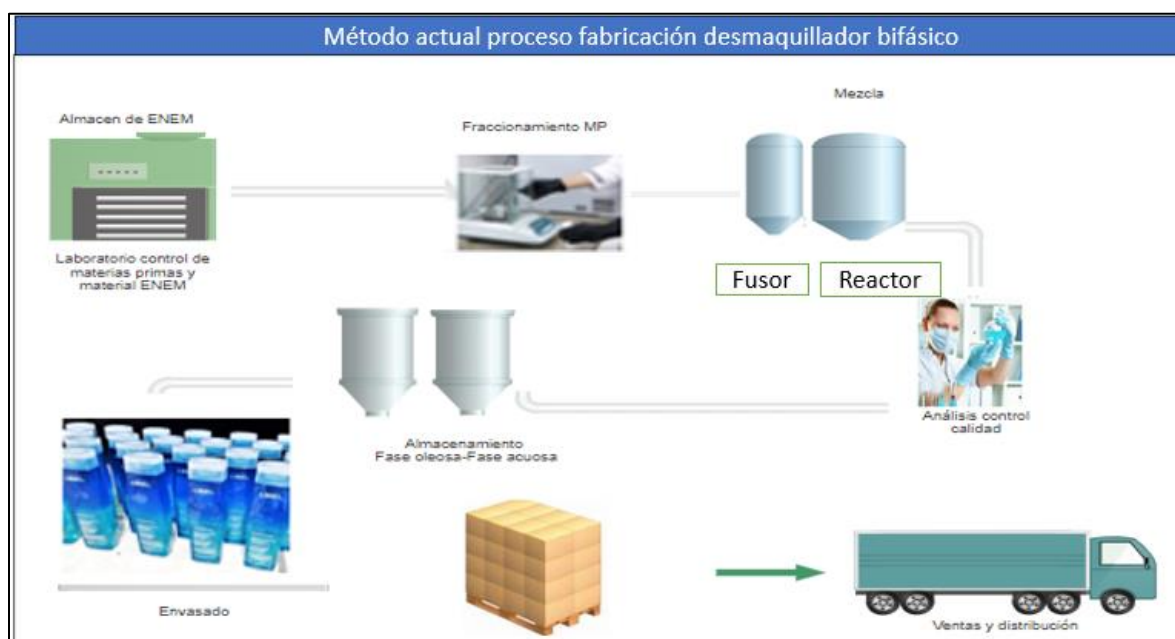 Método actual proceso fabricación desmaquillador bifásico
Almacen de ENEM
Laboratorio control de
materias primas y
material ENEM
Fraccionamiento MP
Mezcla
Fusor
Reactor
Análisis control
calidad
Almacenamiento
Fase oleosa-Fase acuosa
Envasado
Ventas y distribución